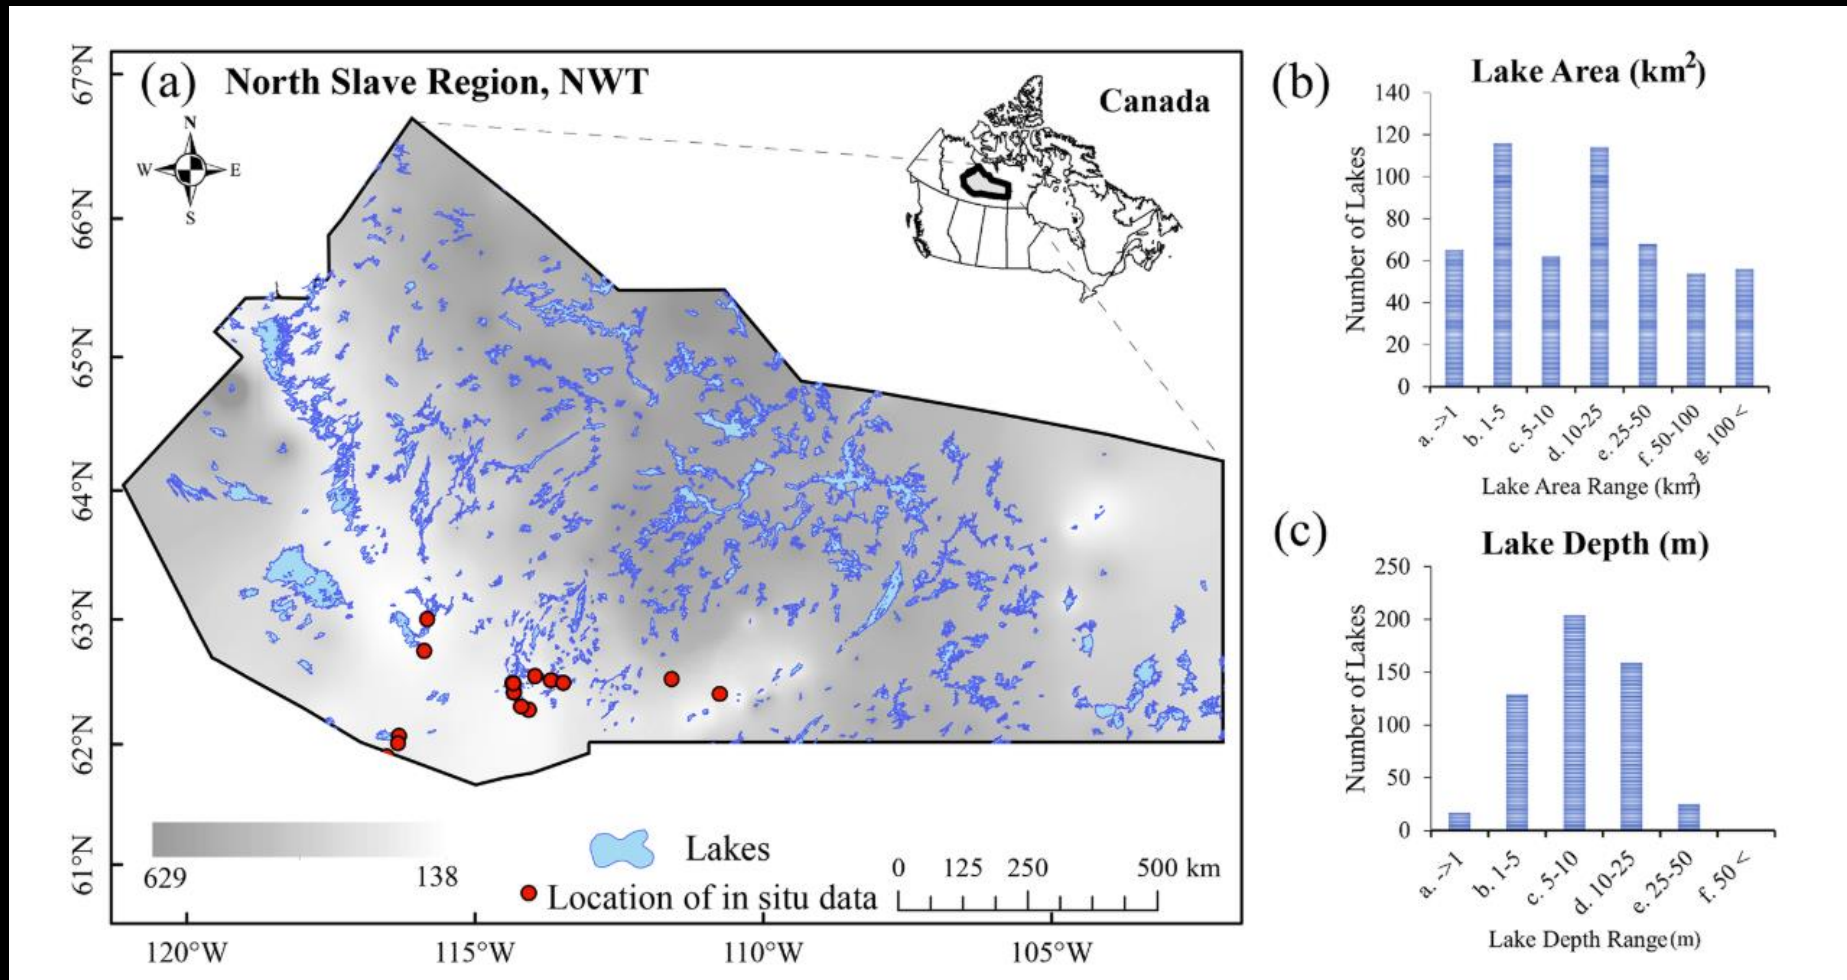 (a) North Slave Region, NWT
Canada
N
W E
S
67°N
66°N
65°N
64°N
63°N
62°N
61°N
629 138
Lakes
Location of in situ data
0 125 250 500 km
120°W 115°W 110°W 105°W
(b) Lake Area (km²)
Number of Lakes
140
120
100
80
60
40
20
0
a. ->1 b. 1-5 c. 5-10 d. 10-25 e. 25-50 f. 50-100 g. 100 <
Lake Area Range (km²)
(c) Lake Depth (m)
Number of Lakes
250
200
150
100
50
0
a. ->1 b. 1-5 c. 5-10 d. 10-25 e. 25-50 f. 50 <
Lake Depth Range (m)